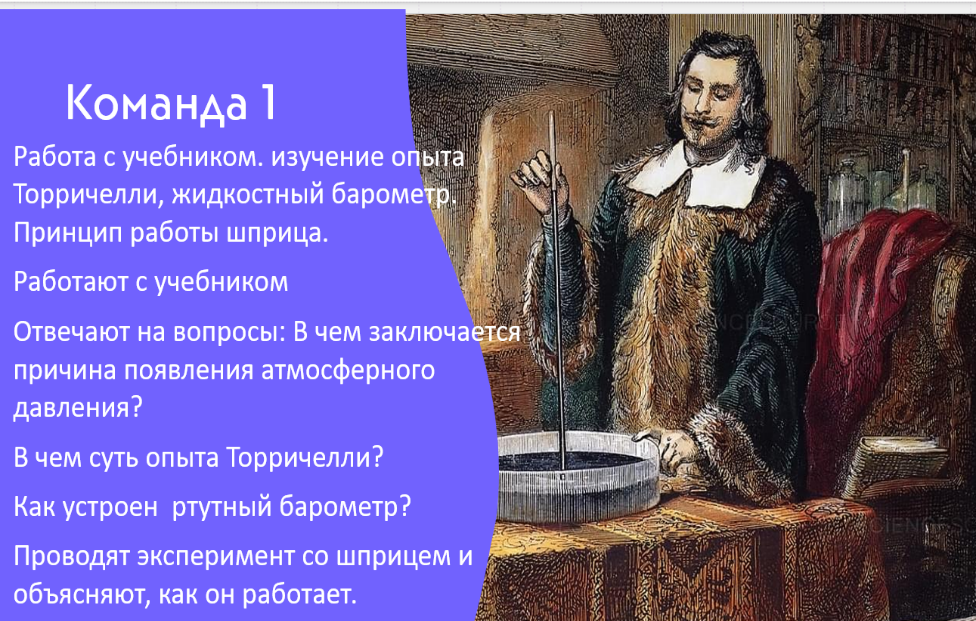 Команда 1
Работа с учебником. изучение опыта
Торричелли, жидкостный барометр.
Принцип работы шприца.
Работают с учебником
Отвечают на вопросы: В чем заключается
причина появления атмосферного
давления?
В чем суть опыта Торричелли?
Как устроен  ртутный барометр?
Проводят эксперимент со шприцем и
объясняют, как он работает.